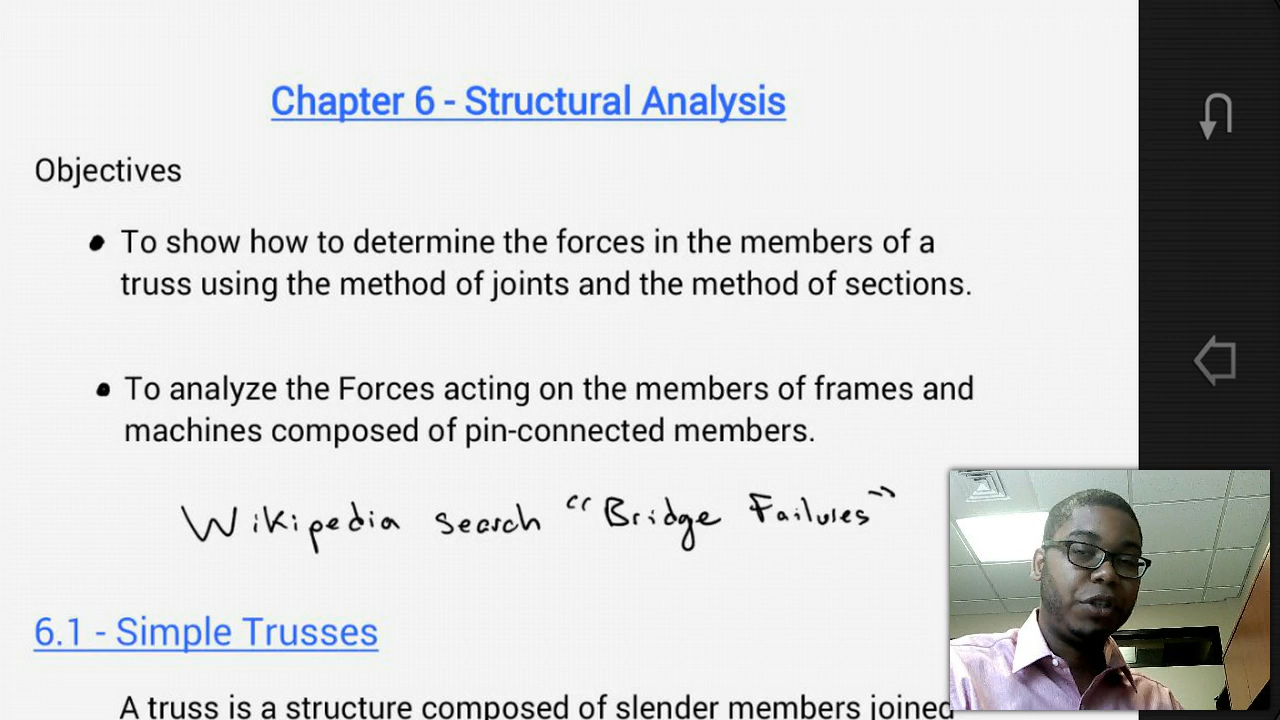 Chapter 6 - Structural Analysis
Objectives
To show how to determine the forces in the members of a
truss using the method of joints and the method of sections.
To analyze the Forces acting on the members of frames and
machines composed of pin-connected members.
Wikipedia search "Bridge Failures"
6.1 - Simple Trusses
A truss is a structure composed of slender members joined